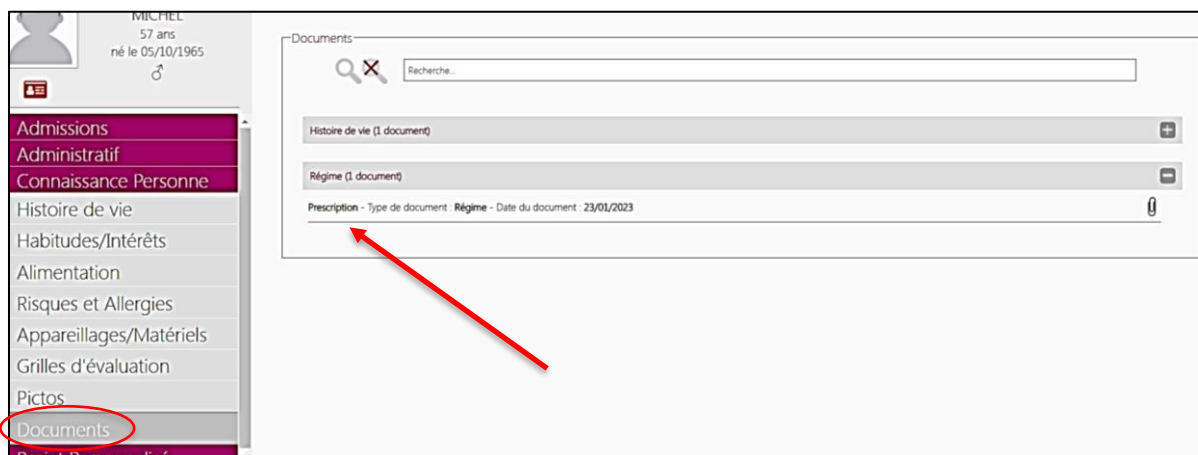 MICHEL
57 ans
né le 05/10/1965
Admissions
Administratif
Connaissance Personne
Histoire de vie
Habitudes/Intérêts
Alimentation
Risques et Allergies
Appareillages/Matériels
Grilles d'évaluation
Pictos
Documents
Documents
Recherche...
Histoire de vie (1 document)
Régime (1 document)
Prescription - Type de document : Régime - Date du document : 23/01/2023